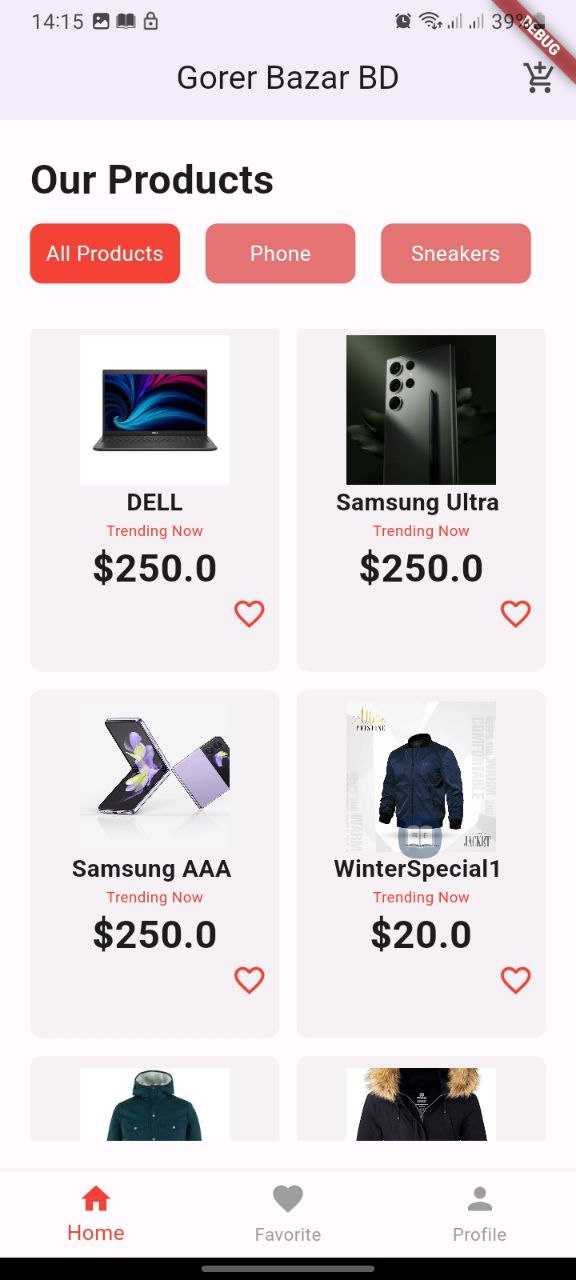 14:15
39%
DEBUG
Gorer Bazar BD
Our Products
All Products
Phone
Sneakers
DELL
Trending Now
$250.0
Samsung Ultra
Trending Now
$250.0
Samsung AAA
Trending Now
$250.0
JACKET
WinterSpecial1
Trending Now
$20.0
Home
Favorite
Profile